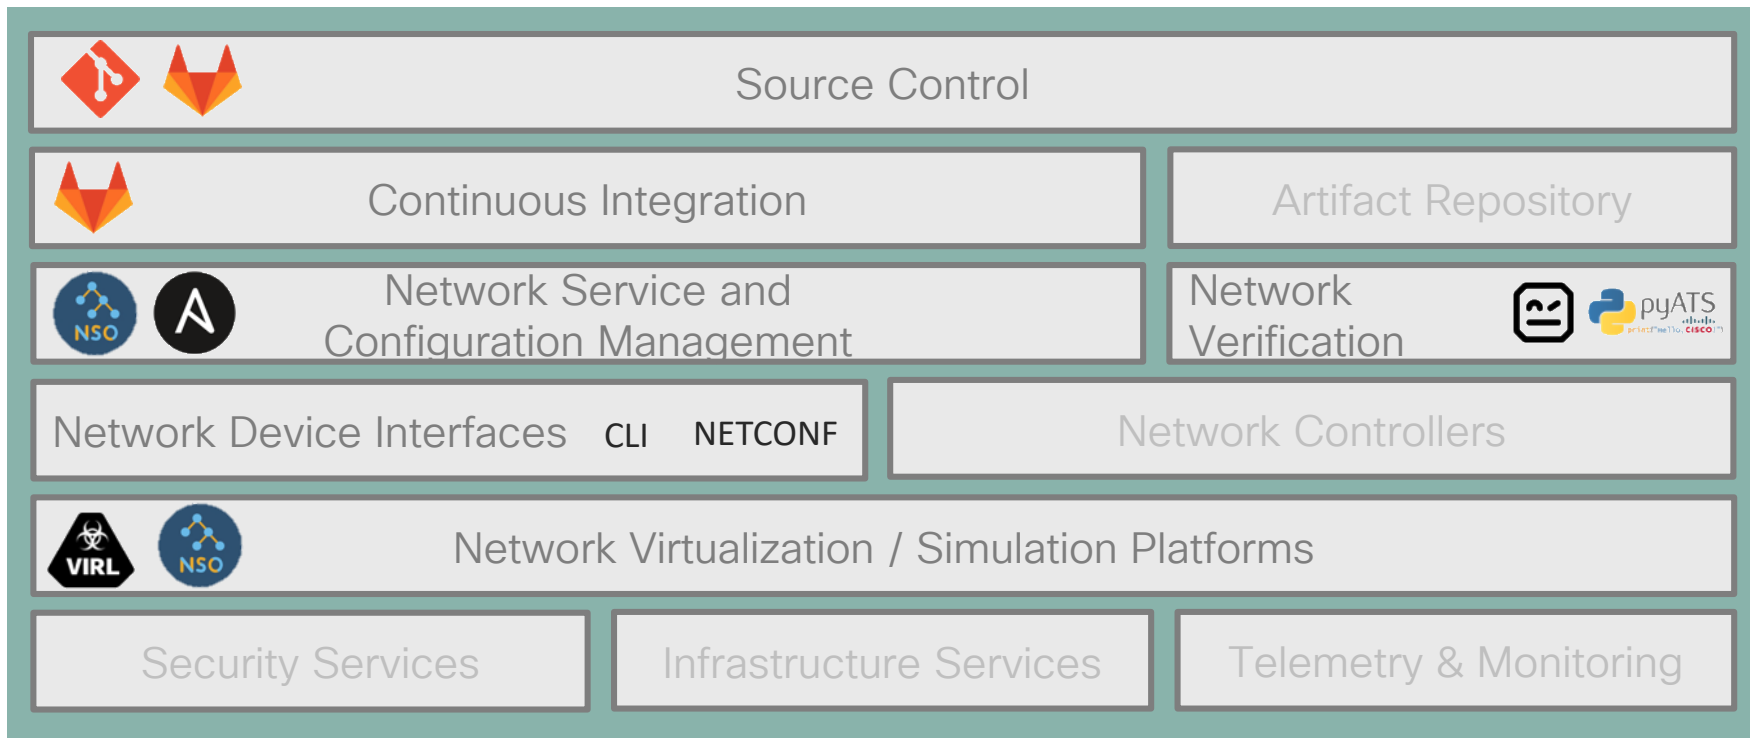 Source Control
Continuous Integration
Artifact Repository
NSO
Network Service and
Configuration Management
Network
Verification
pyATS
Network Device Interfaces CLI NETCONF
Network Controllers
VIRL
NSO
Network Virtualization / Simulation Platforms
Security Services
Infrastructure Services
Telemetry & Monitoring